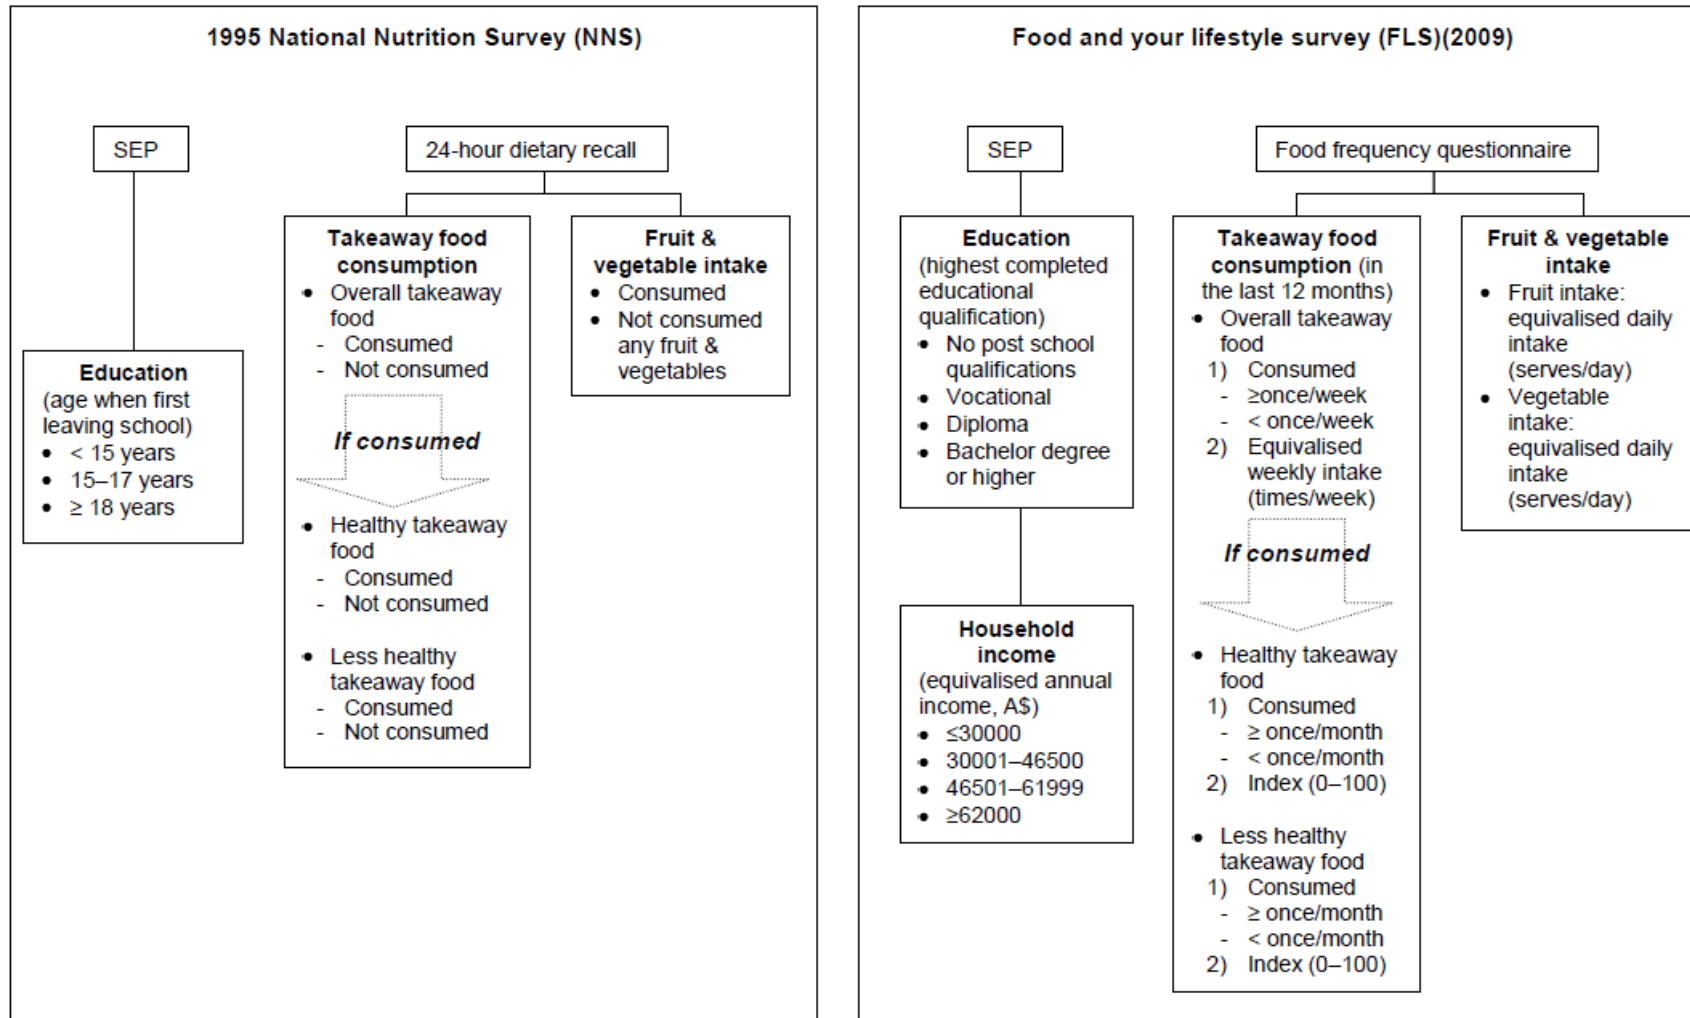 1995 National Nutrition Survey (NNS)
SEP
24-hour dietary recall
Education
(age when first
leaving school)
• < 15 years
• 15–17 years
• ≥ 18 years
Takeaway food
consumption
• Overall takeaway
food
- Consumed
- Not consumed
If consumed
• Healthy takeaway
food
- Consumed
- Not consumed
• Less healthy
takeaway food
- Consumed
- Not consumed
Fruit &
vegetable intake
• Consumed
• Not consumed
any fruit &
vegetables
Food and your lifestyle survey (FLS)(2009)
SEP
Food frequency questionnaire
Education
(highest completed
educational
qualification)
• No post school
qualifications
• Vocational
• Diploma
• Bachelor degree
or higher
Household
income
(equivalised annual
income, A$)
• ≤30000
• 30001–46500
• 46501–61999
• ≥62000
Takeaway food
consumption (in
the last 12 months)
• Overall takeaway
food
1) Consumed
- ≥once/week
- < once/week
2) Equivalised
weekly intake
(times/week)
If consumed
• Healthy takeaway
food
1) Consumed
- ≥ once/month
- < once/month
2) Index (0–100)
• Less healthy
takeaway food
1) Consumed
- ≥ once/month
- < once/month
2) Index (0–100)
Fruit & vegetable
intake
• Fruit intake:
equivalised daily
intake
(serves/day)
• Vegetable
intake:
equivalised daily
intake
(serves/day)